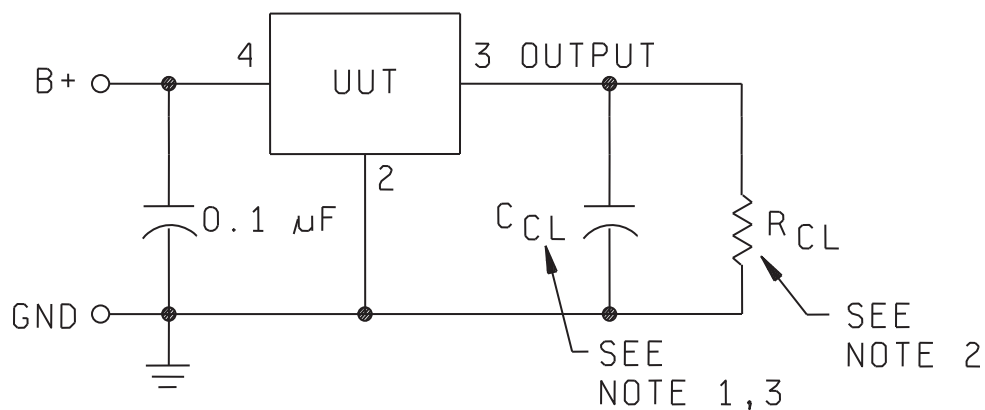 4
3 OUTPUT
B+
UUT
2
0.1 µF
C CL
R CL
GND
SEE
NOTE 2
SEE
NOTE 1,3